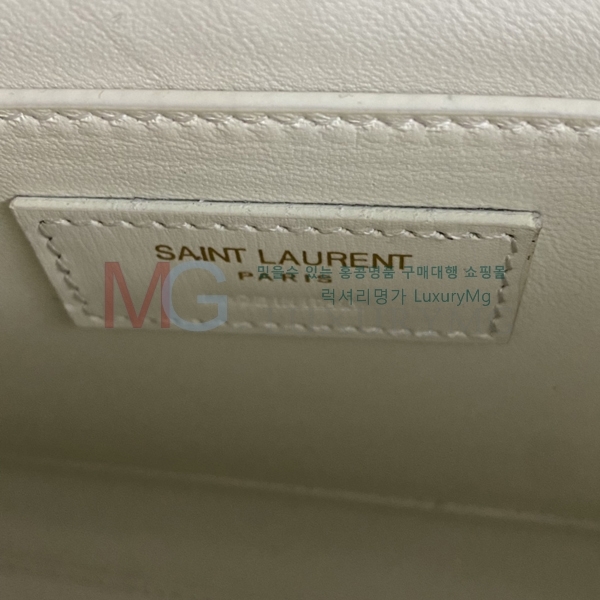 SAINT LAURENT
PARIS
MG
믿을수 있는 홍콩명품 구매대행 쇼핑몰
럭셔리명가 LuxuryMg